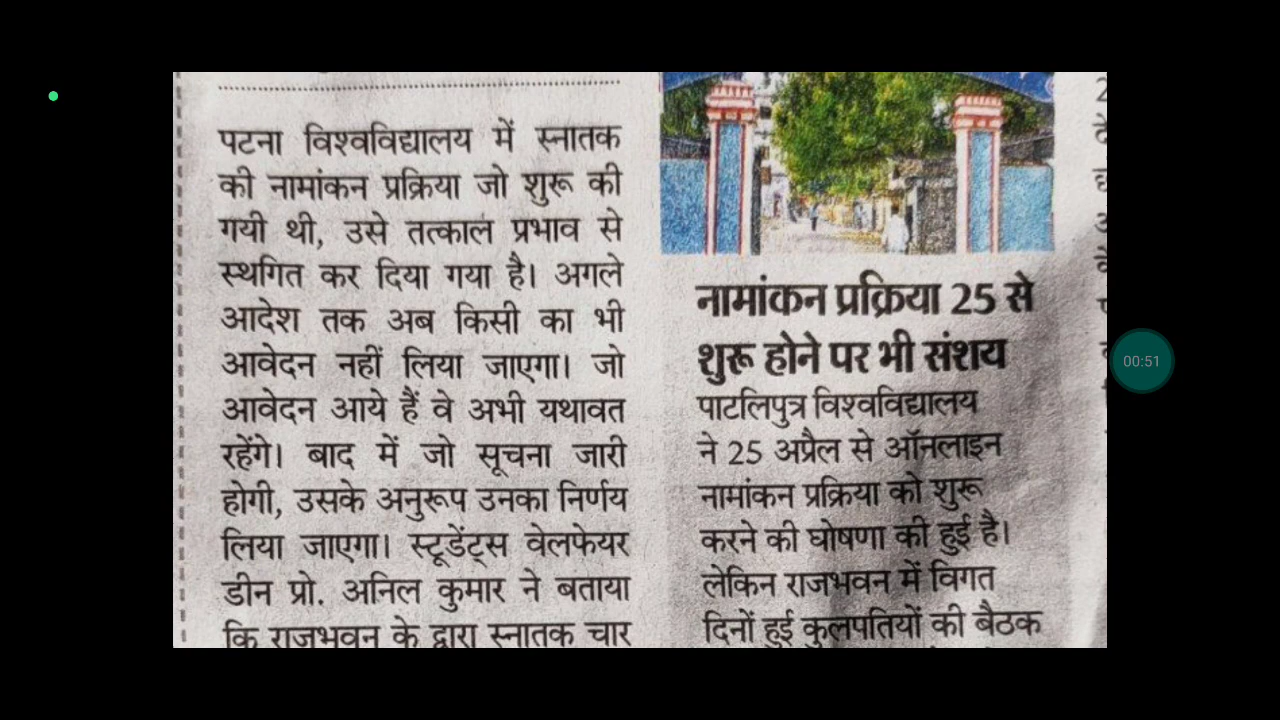 पटना विश्वविद्यालय में स्नातक
की नामांकन प्रक्रिया जो शुरू की
गयी थी, उसे तत्काल प्रभाव से
स्थगित कर दिया गया है। अगले
आदेश तक अब किसी का भी
आवेदन नहीं लिया जाएगा। जो
आवेदन आये हैं वे अभी यथावत
रहेंगे। बाद में जो सूचना जारी
होगी, उसके अनुरूप उनका निर्णय
लिया जाएगा। स्टूडेंट्स वेलफेयर
डीन प्रो. अनिल कुमार ने बताया
कि राजभवन के द्वारा स्नातक चार
नामांकन प्रक्रिया 25 से
शुरू होने पर भी संशय
पाटलिपुत्र विश्वविद्यालय
ने 25 अप्रैल से ऑनलाइन
नामांकन प्रक्रिया को शुरू
करने की घोषणा की हुई है।
लेकिन राजभवन में विगत
दिनों हुई कुलपतियों की बैठक
00:51